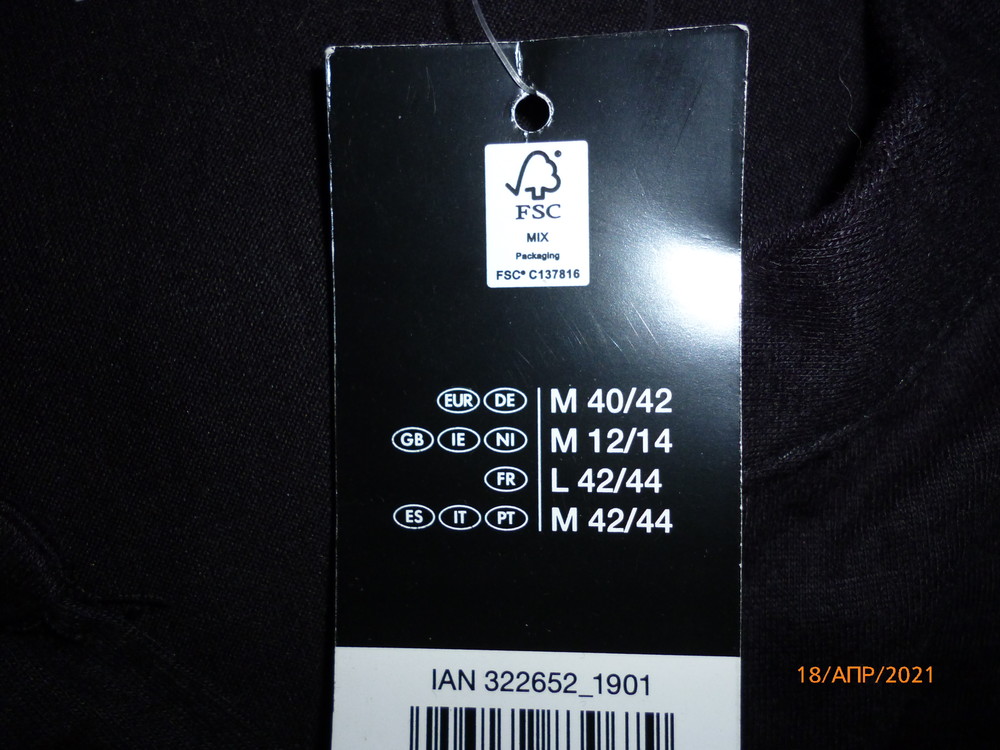 FSC
MIX
Packaging
FSC® C137816
EUR DE M 40/42
GB IE NI M 12/14
FR L 42/44
ES IT PT M 42/44
IAN 322652_1901
18/АПР/2021